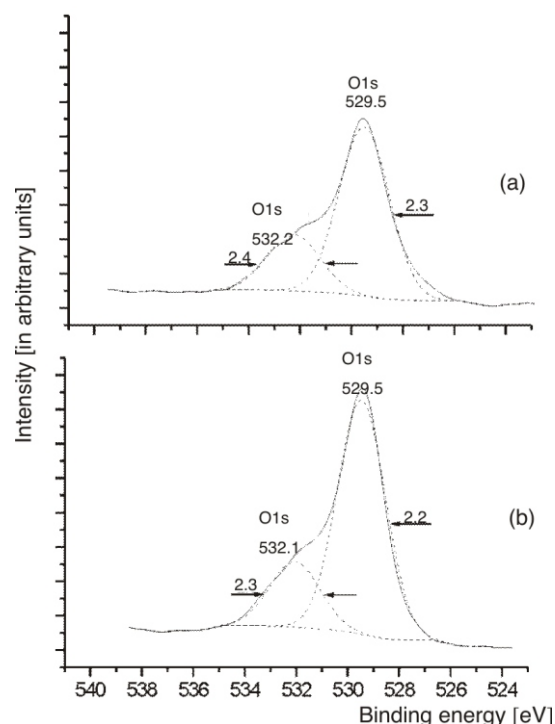 O1s
529.5
(a)
2.3
O1s
532.2
2.4
Intensity [in arbitrary units]
O1s
529.5
(b)
2.2
O1s
532.1
2.3
540 538 536 534 532 530 528 526 524
Binding energy [eV]